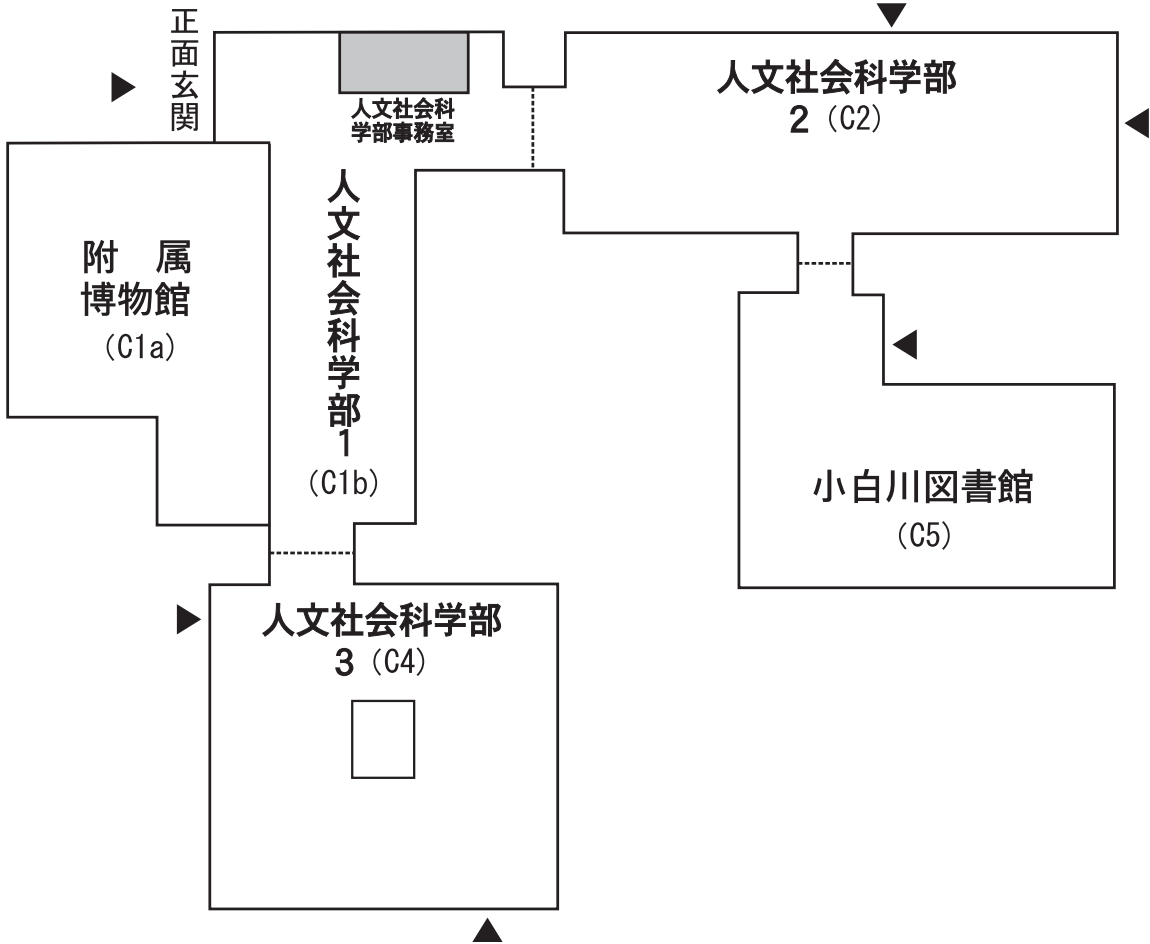 正面玄関
人文社会科
学部事務室
人文社会科学部
2（C2）
人文社会科学部1
（C1b）
附　属
博物館
（C1a）
小白川図書館
（C5）
人文社会科学部
3（C4）